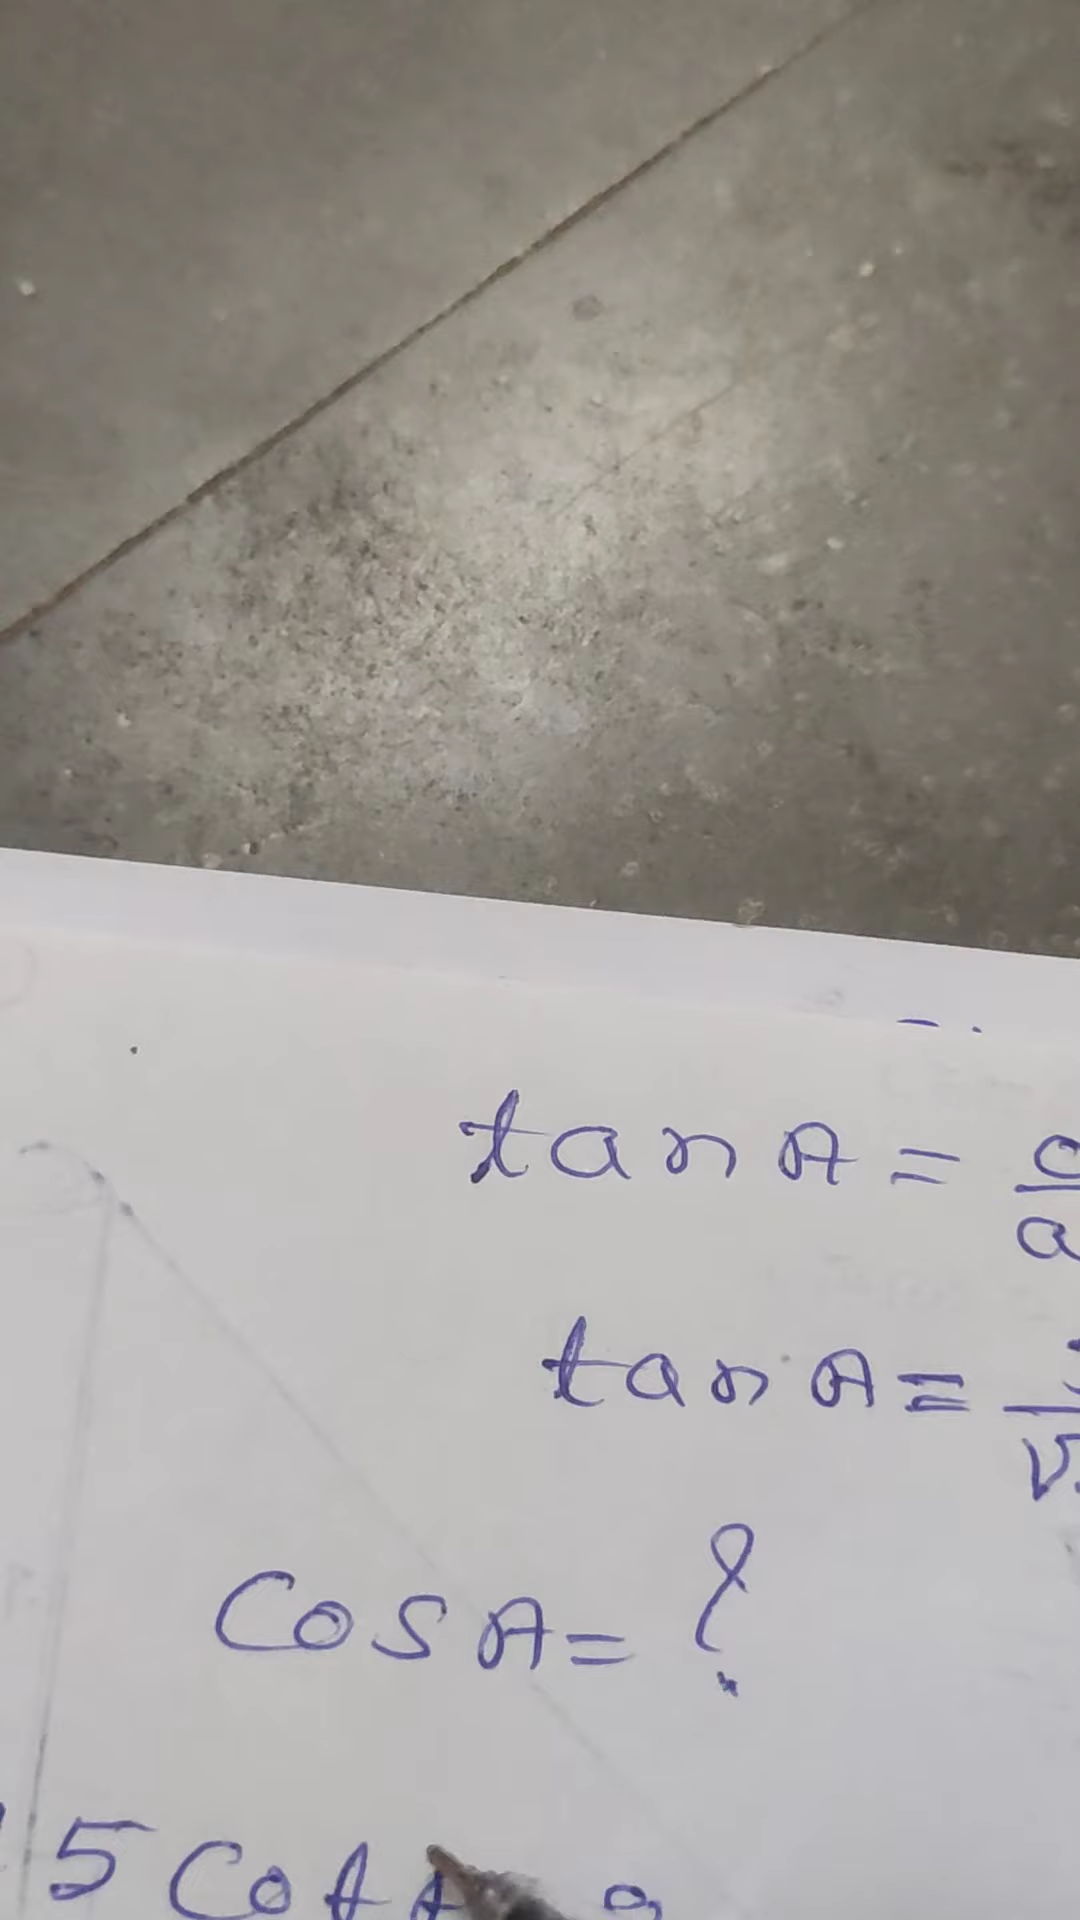 tan A =
tan A =
Cos A = ?
5 Cot A